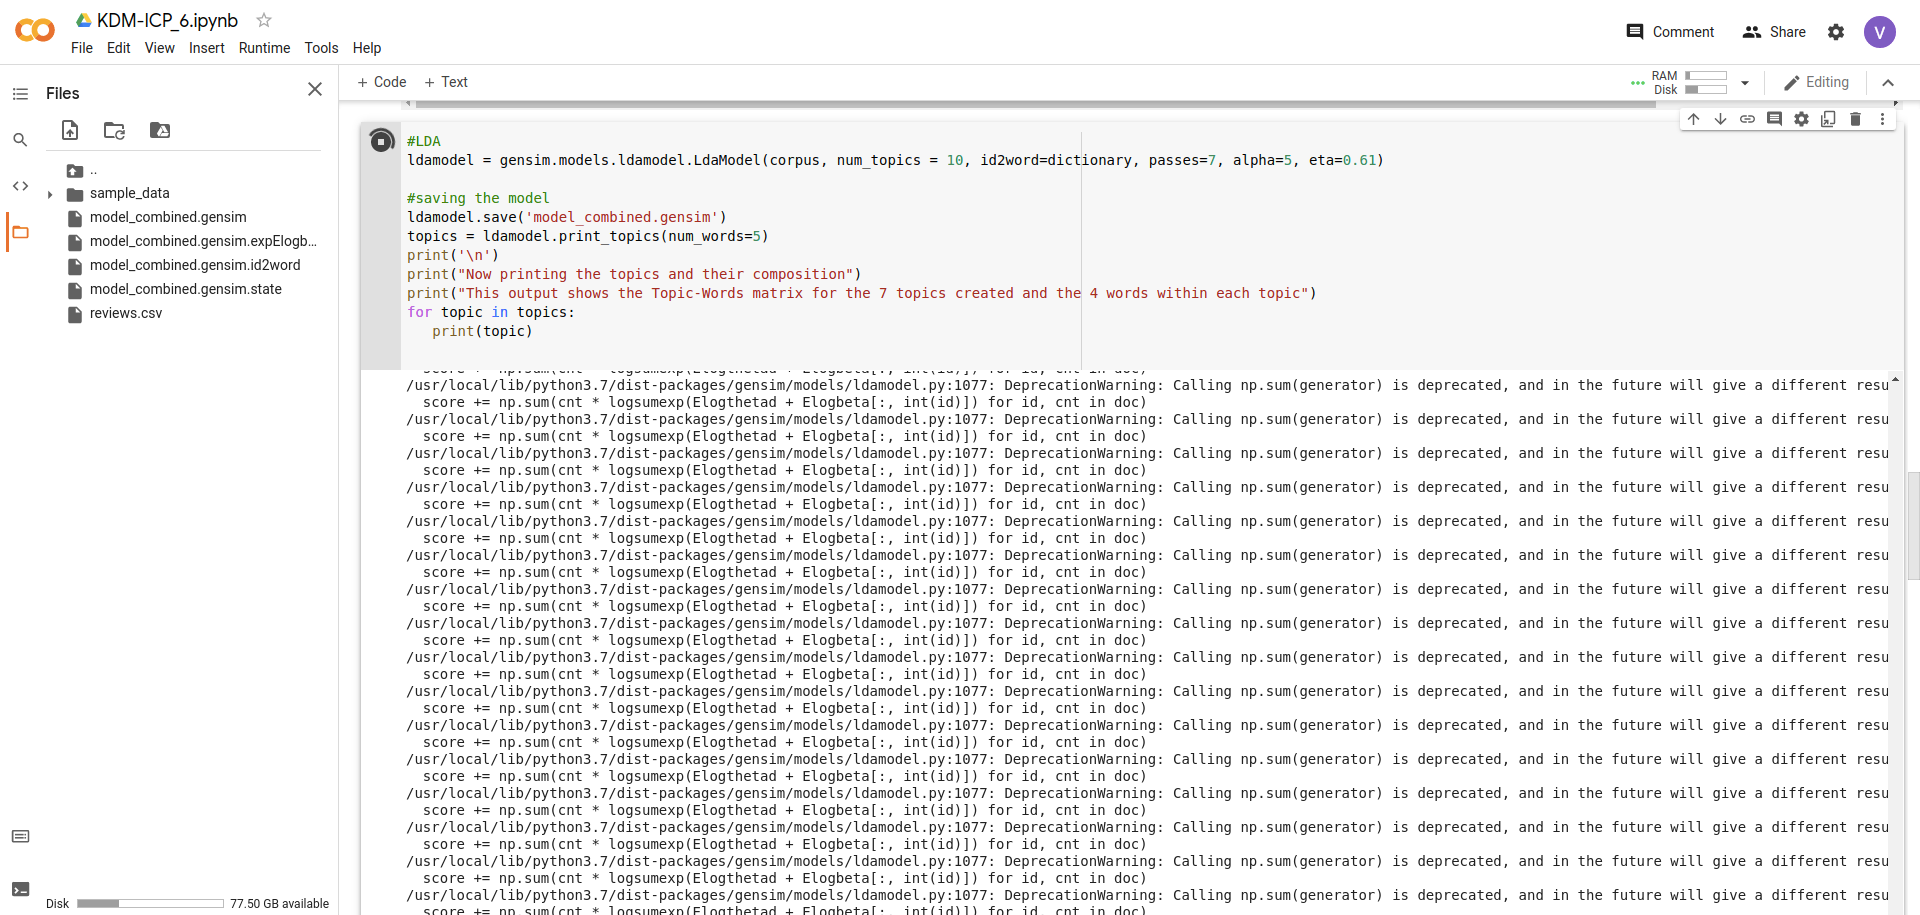 KDM-ICP_6.ipynb
File Edit View Insert Runtime Tools Help
Comment
Share
V
Files
+ Code + Text
RAM
Disk
Editing
..
sample_data
model_combined.gensim
model_combined.gensim.expElogb...
model_combined.gensim.id2word
model_combined.gensim.state
reviews.csv
Disk 77.50 GB available
#LDA
ldamodel = gensim.models.ldamodel.LdaModel(corpus, num_topics = 10, id2word=dictionary, passes=7, alpha=5, eta=0.61)
#saving the model
ldamodel.save('model_combined.gensim')
topics = ldamodel.print_topics(num_words=5)
print('\n')
print("Now printing the topics and their composition")
print("This output shows the Topic-Words matrix for the 7 topics created and the 4 words within each topic")
for topic in topics:
   print(topic)
  score += np.sum(cnt * logsumexp(Elogthetad + Elogbeta[:, int(id)]) for id, cnt in doc)
/usr/local/lib/python3.7/dist-packages/gensim/models/ldamodel.py:1077: DeprecationWarning: Calling np.sum(generator) is deprecated, and in the future will give a different resu
  score += np.sum(cnt * logsumexp(Elogthetad + Elogbeta[:, int(id)]) for id, cnt in doc)
/usr/local/lib/python3.7/dist-packages/gensim/models/ldamodel.py:1077: DeprecationWarning: Calling np.sum(generator) is deprecated, and in the future will give a different resu
  score += np.sum(cnt * logsumexp(Elogthetad + Elogbeta[:, int(id)]) for id, cnt in doc)
/usr/local/lib/python3.7/dist-packages/gensim/models/ldamodel.py:1077: DeprecationWarning: Calling np.sum(generator) is deprecated, and in the future will give a different resu
  score += np.sum(cnt * logsumexp(Elogthetad + Elogbeta[:, int(id)]) for id, cnt in doc)
/usr/local/lib/python3.7/dist-packages/gensim/models/ldamodel.py:1077: DeprecationWarning: Calling np.sum(generator) is deprecated, and in the future will give a different resu
  score += np.sum(cnt * logsumexp(Elogthetad + Elogbeta[:, int(id)]) for id, cnt in doc)
/usr/local/lib/python3.7/dist-packages/gensim/models/ldamodel.py:1077: DeprecationWarning: Calling np.sum(generator) is deprecated, and in the future will give a different resu
  score += np.sum(cnt * logsumexp(Elogthetad + Elogbeta[:, int(id)]) for id, cnt in doc)
/usr/local/lib/python3.7/dist-packages/gensim/models/ldamodel.py:1077: DeprecationWarning: Calling np.sum(generator) is deprecated, and in the future will give a different resu
  score += np.sum(cnt * logsumexp(Elogthetad + Elogbeta[:, int(id)]) for id, cnt in doc)
/usr/local/lib/python3.7/dist-packages/gensim/models/ldamodel.py:1077: DeprecationWarning: Calling np.sum(generator) is deprecated, and in the future will give a different resu
  score += np.sum(cnt * logsumexp(Elogthetad + Elogbeta[:, int(id)]) for id, cnt in doc)
/usr/local/lib/python3.7/dist-packages/gensim/models/ldamodel.py:1077: DeprecationWarning: Calling np.sum(generator) is deprecated, and in the future will give a different resu
  score += np.sum(cnt * logsumexp(Elogthetad + Elogbeta[:, int(id)]) for id, cnt in doc)
/usr/local/lib/python3.7/dist-packages/gensim/models/ldamodel.py:1077: DeprecationWarning: Calling np.sum(generator) is deprecated, and in the future will give a different resu
  score += np.sum(cnt * logsumexp(Elogthetad + Elogbeta[:, int(id)]) for id, cnt in doc)
/usr/local/lib/python3.7/dist-packages/gensim/models/ldamodel.py:1077: DeprecationWarning: Calling np.sum(generator) is deprecated, and in the future will give a different resu
  score += np.sum(cnt * logsumexp(Elogthetad + Elogbeta[:, int(id)]) for id, cnt in doc)
/usr/local/lib/python3.7/dist-packages/gensim/models/ldamodel.py:1077: DeprecationWarning: Calling np.sum(generator) is deprecated, and in the future will give a different resu
  score += np.sum(cnt * logsumexp(Elogthetad + Elogbeta[:, int(id)]) for id, cnt in doc)
/usr/local/lib/python3.7/dist-packages/gensim/models/ldamodel.py:1077: DeprecationWarning: Calling np.sum(generator) is deprecated, and in the future will give a different resu
  score += np.sum(cnt * logsumexp(Elogthetad + Elogbeta[:, int(id)]) for id, cnt in doc)
/usr/local/lib/python3.7/dist-packages/gensim/models/ldamodel.py:1077: DeprecationWarning: Calling np.sum(generator) is deprecated, and in the future will give a different resu
  score += np.sum(cnt * logsumexp(Elogthetad + Elogbeta[:, int(id)]) for id, cnt in doc)
/usr/local/lib/python3.7/dist-packages/gensim/models/ldamodel.py:1077: DeprecationWarning: Calling np.sum(generator) is deprecated, and in the future will give a different resu
  score += np.sum(cnt * logsumexp(Elogthetad + Elogbeta[:, int(id)]) for id, cnt in doc)
/usr/local/lib/python3.7/dist-packages/gensim/models/ldamodel.py:1077: DeprecationWarning: Calling np.sum(generator) is deprecated, and in the future will give a different resu
  score += np.sum(cnt * logsumexp(Elogthetad + Elogbeta[:, int(id)]) for id, cnt in doc)
/usr/local/lib/python3.7/dist-packages/gensim/models/ldamodel.py:1077: DeprecationWarning: Calling np.sum(generator) is deprecated, and in the future will give a different resu
  score += np.sum(cnt * logsumexp(Elogthetad + Elogbeta[:, int(id)]) for id, cnt in doc)